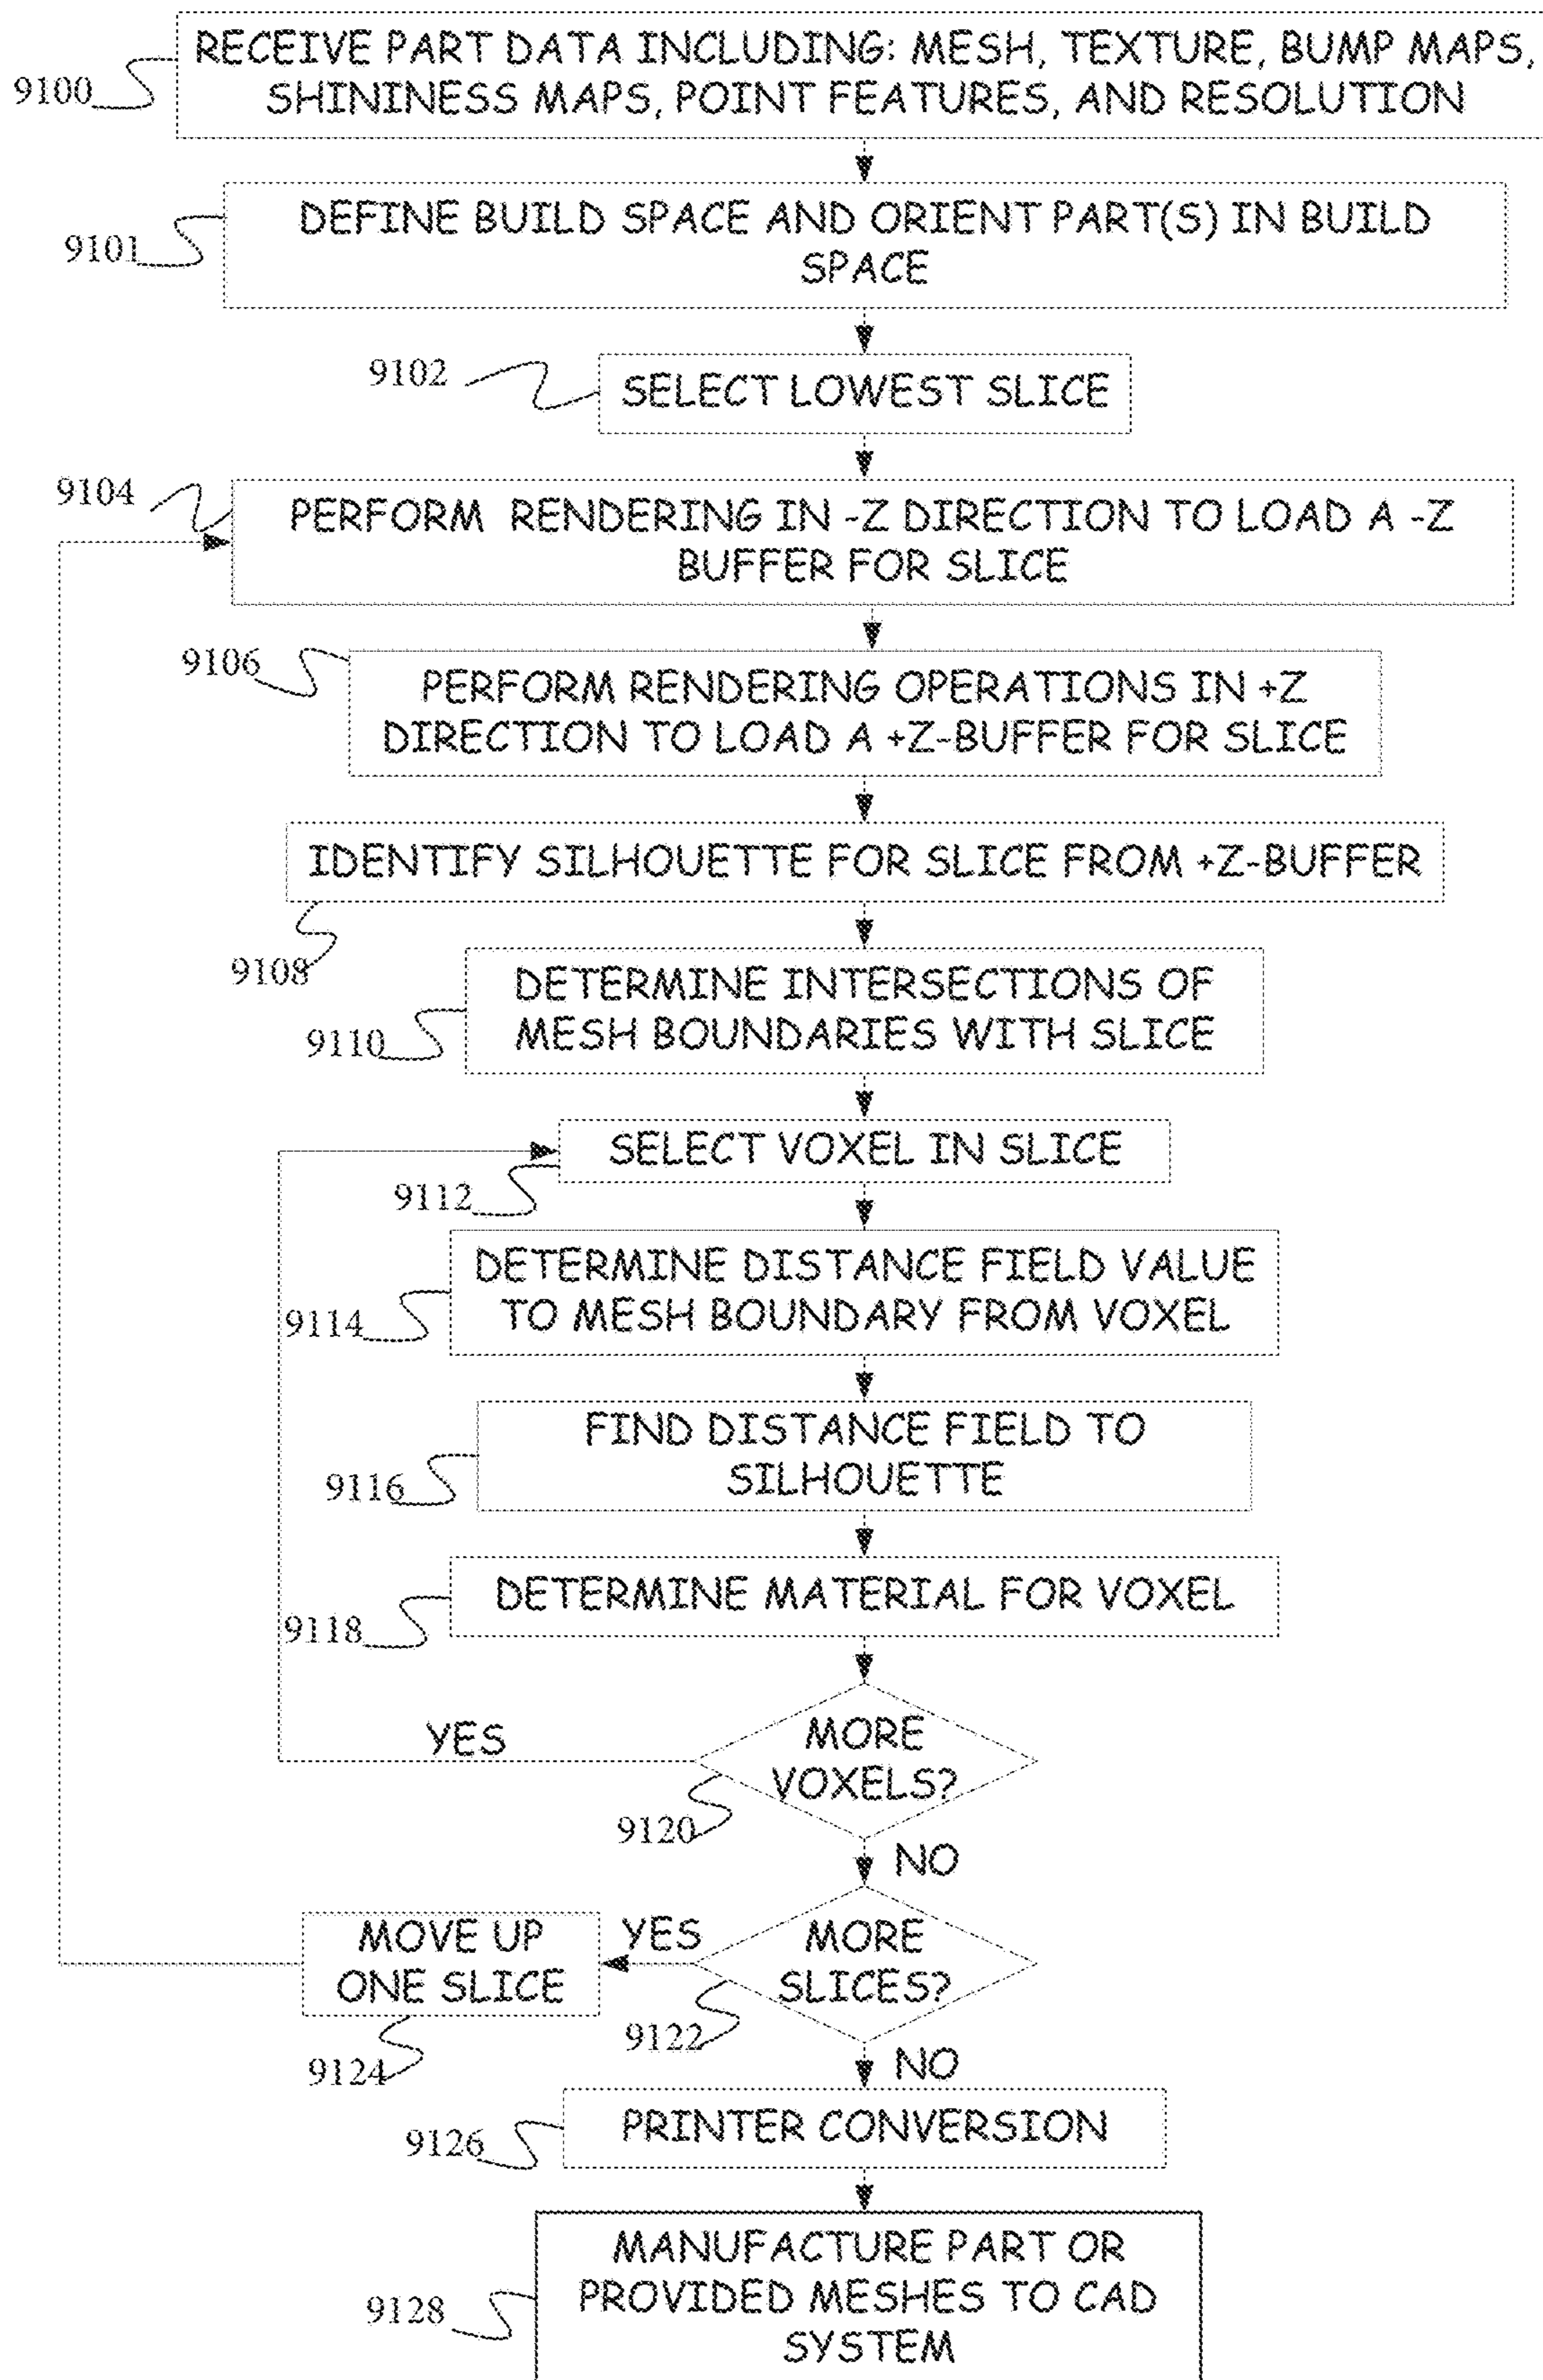 RECEIVE PART DATA INCLUDING: MESH, TEXTURE, BUMP MAPS,
SHININESS MAPS, POINT FEATURES, AND RESOLUTION
9100
DEFINE BUILD SPACE AND ORIENT PART(S) IN BUILD
SPACE
9101
9102
SELECT LOWEST SLICE
9104
PERFORM RENDERING IN -Z DIRECTION TO LOAD A -Z
BUFFER FOR SLICE
9106
PERFORM RENDERING OPERATIONS IN +Z
DIRECTION TO LOAD A +Z-BUFFER FOR SLICE
IDENTIFY SILHOUETTE FOR SLICE FROM +Z-BUFFER
9108
DETERMINE INTERSECTIONS OF
MESH BOUNDARIES WITH SLICE
9110
SELECT VOXEL IN SLICE
9112
DETERMINE DISTANCE FIELD VALUE
TO MESH BOUNDARY FROM VOXEL
9114
FIND DISTANCE FIELD TO
SILHOUETTE
9116
DETERMINE MATERIAL FOR VOXEL
9118
MORE
VOXELS?
YES
9120
NO
MORE
SLICES?
YES
MOVE UP
ONE SLICE
9122
9124
NO
PRINTER CONVERSION
9126
MANUFACTURE PART OR
PROVIDED MESHES TO CAD
SYSTEM
9128